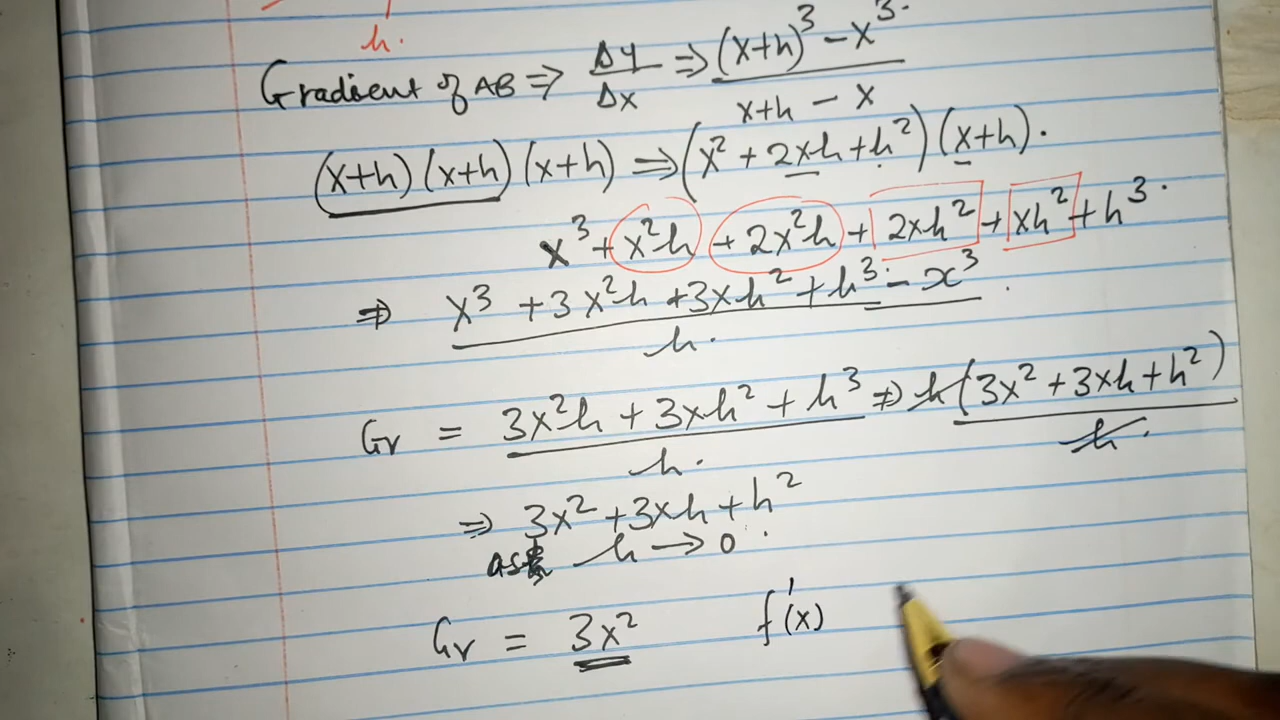 h.
Gradient of AB ⇒ Δy/Δx ⇒ ((x+h)³ - x³.)/(x+h - x)
(x+h)(x+h)(x+h) ⇒ (x² + 2xh + h²)(x+h).
x³ + x²h + 2x²h + 2xh² + xh² + h³.
⇒ (x³ + 3x²h + 3xh² + h³ - x³)/h.
Gr = (3x²h + 3xh² + h³)/h. ⇒ h(3x² + 3xh + h²)/h.
⇒ 3x² + 3xh + h²
as h → 0.
Gr = 3x² f'(x)